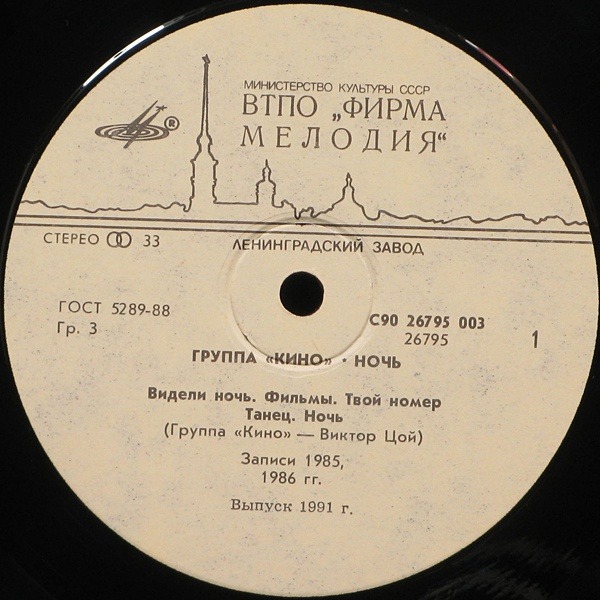 МИНИСТЕРСТВО КУЛЬТУРЫ СССР
ВТПО „ФИРМА
МЕЛОДИЯ“
®
СТЕРЕО 33
ЛЕНИНГРАДСКИЙ ЗАВОД
ГОСТ 5289-88
Гр. 3
С90 26795 003
26795
1
ГРУППА «КИНО» • НОЧЬ
Видели ночь. Фильмы. Твой номер
Танец. Ночь
(Группа «Кино» — Виктор Цой)
Записи 1985,
1986 гг.
Выпуск 1991 г.